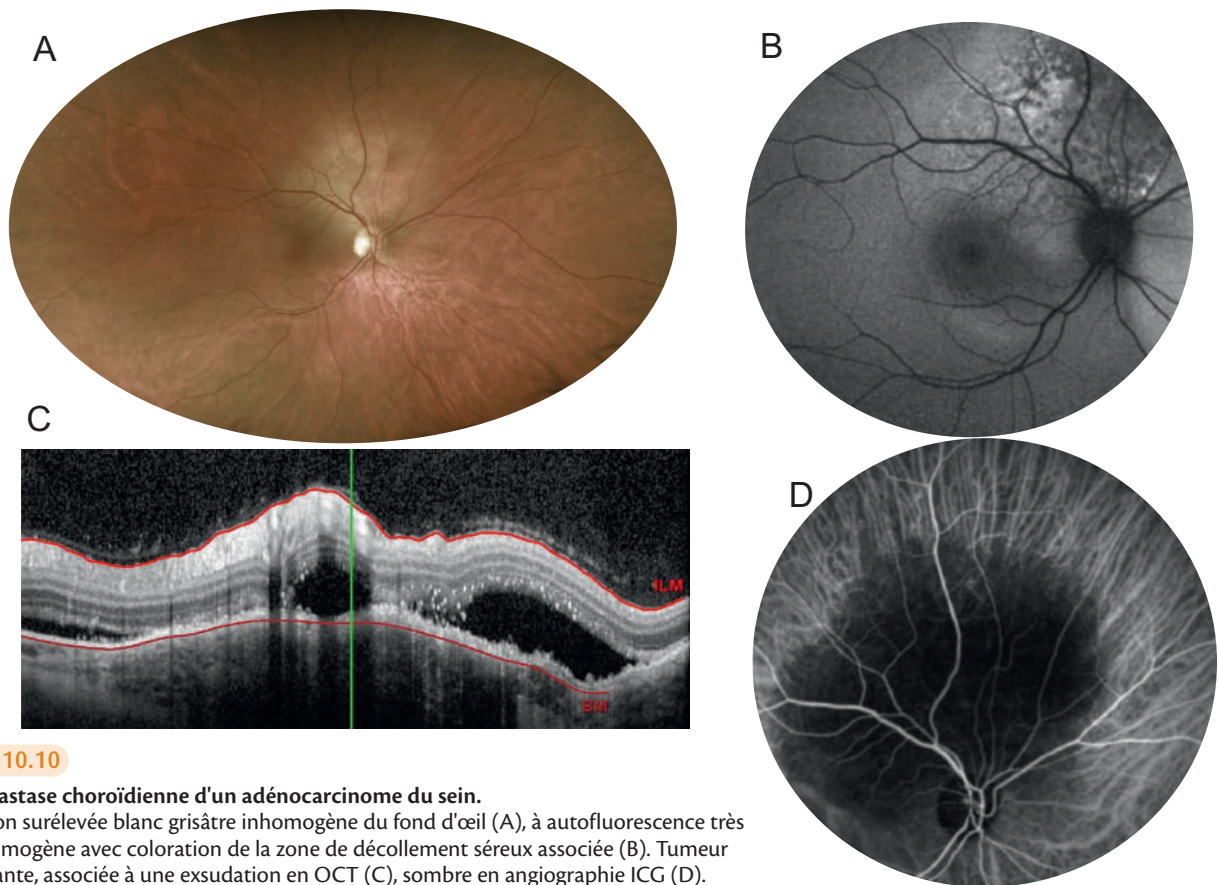 A
B
C
D
ILM
BM
10.10
astase choroïdienne d'un adénocarcinome du sein.
on surélevée blanc grisâtre inhomogène du fond d'œil (A), à autofluorescence très
mogène avec coloration de la zone de décollement séreux associée (B). Tumeur
ante, associée à une exsudation en OCT (C), sombre en angiographie ICG (D).